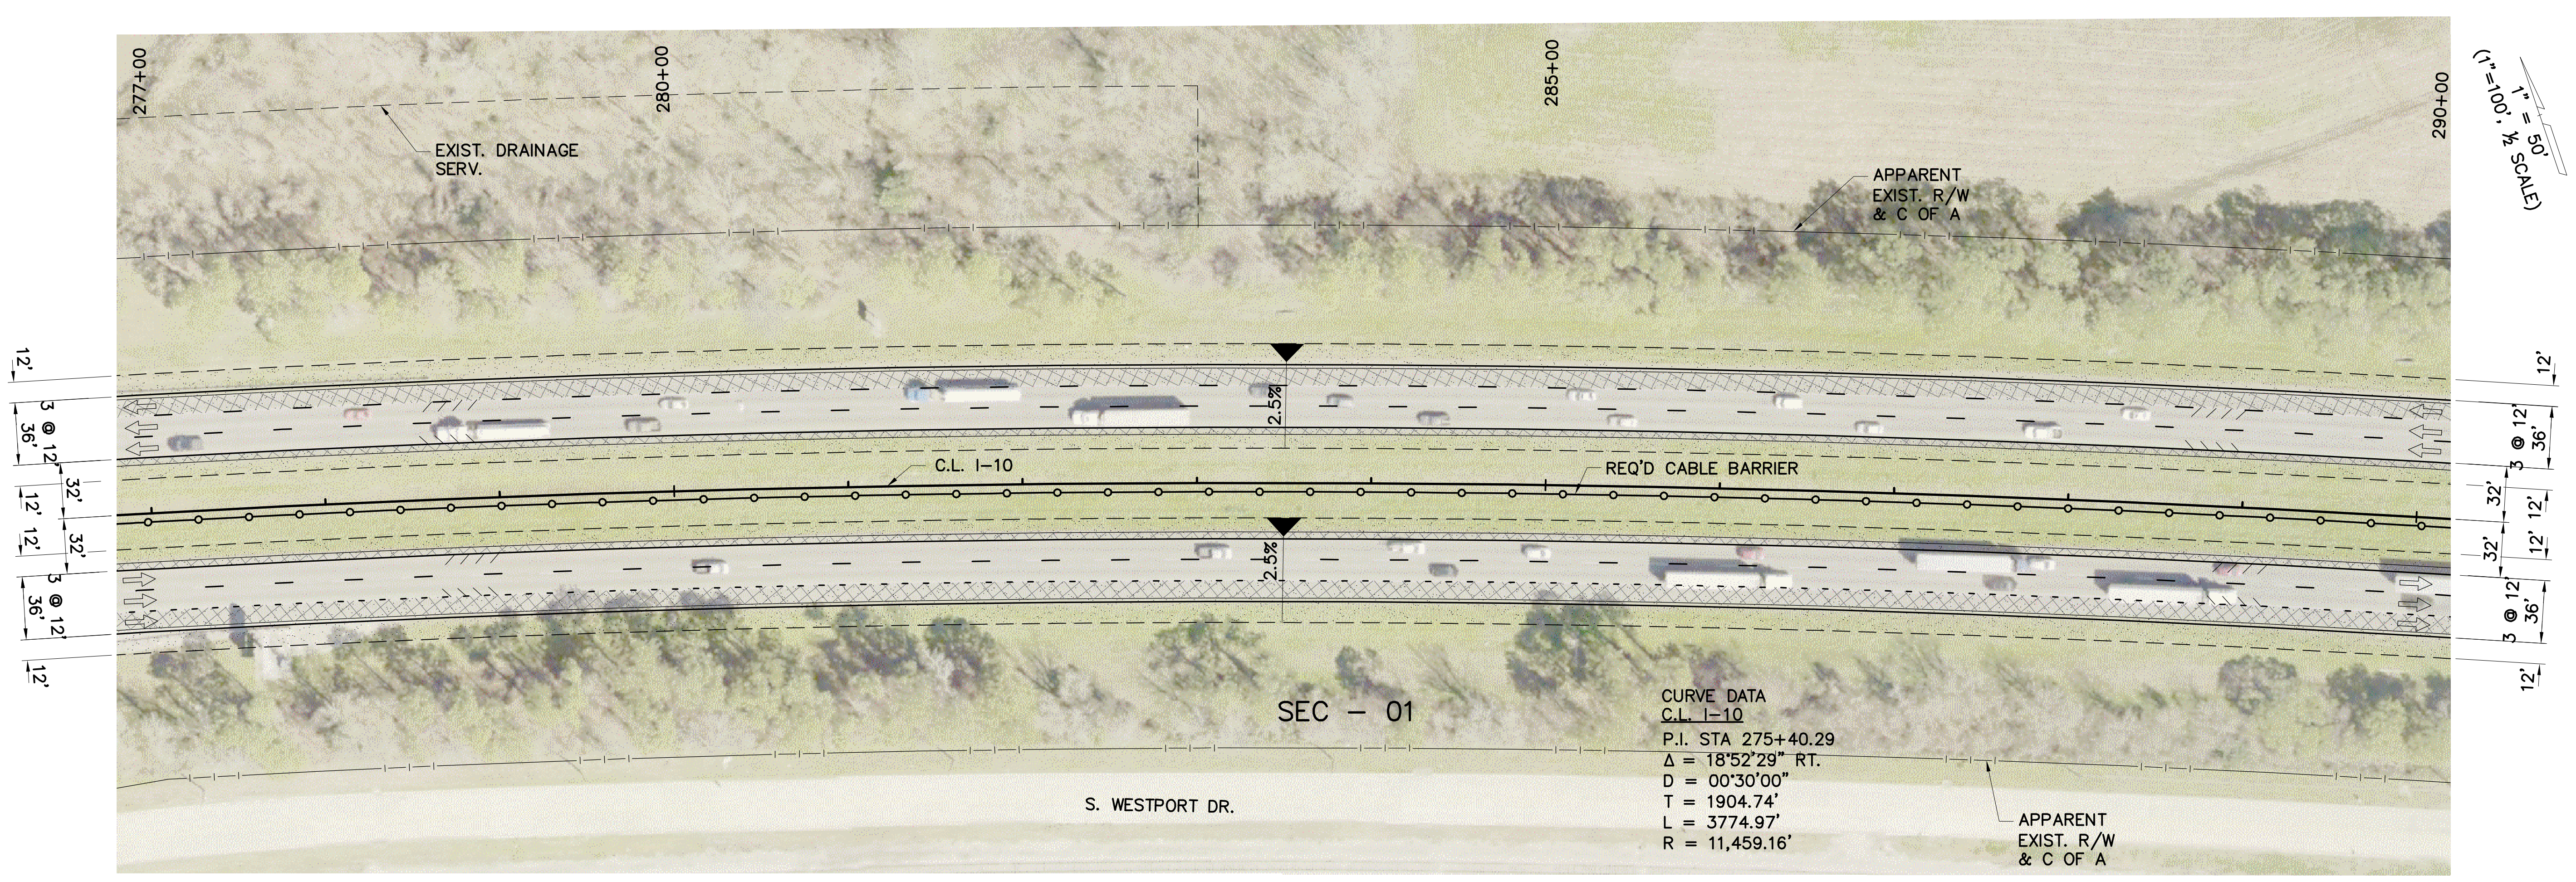 277+00
280+00
285+00
290+00
1" = 50'
(1"=100', ½ SCALE)
EXIST. DRAINAGE
SERV.
APPARENT
EXIST. R/W
& C OF A
12'
3 @ 12'
36'
32'
12'
12'
32'
3 @ 12'
36'
12'
2.5%
C.L. I-10
REQ'D CABLE BARRIER
2.5%
12'
3 @ 12'
36'
32'
12'
12'
32'
3 @ 12'
36'
12'
SEC - 01
CURVE DATA
C.L. I-10
P.I. STA 275+40.29
Δ = 18°52'29" RT.
D = 00°30'00"
T = 1904.74'
L = 3774.97'
R = 11,459.16'
S. WESTPORT DR.
APPARENT
EXIST. R/W
& C OF A